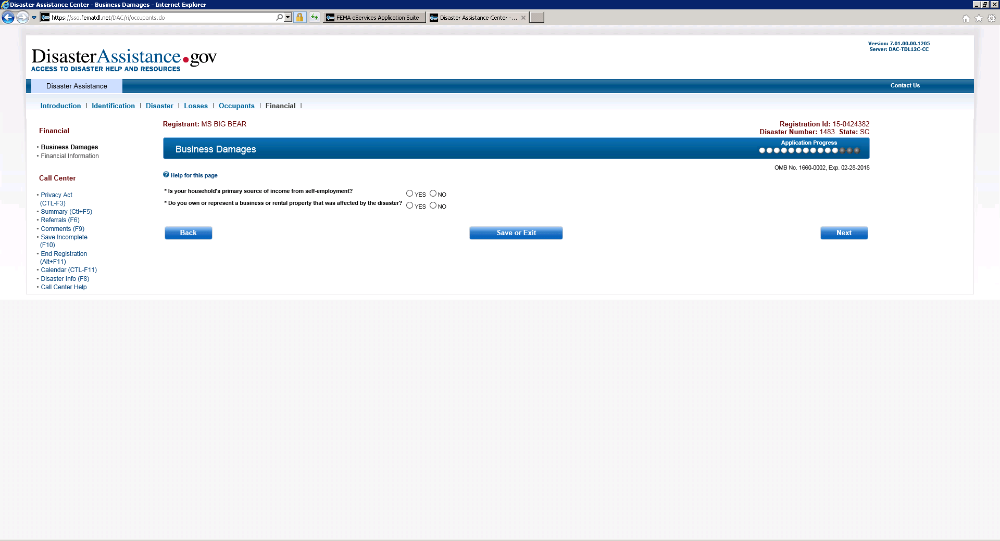 Disaster Assistance Center - Business Damages - Internet Explorer
https://sso.fematdl.net/DAC/ri/occupants.do
FEMA eServices Application Suite
Disaster Assistance Center -...
Version: 7.01.00.00.1205
Server: DAC-TDL12C-CC
DisasterAssistance.gov
ACCESS TO DISASTER HELP AND RESOURCES
Disaster Assistance
Contact Us
Introduction | Identification | Disaster | Losses | Occupants | Financial |
Financial
• Business Damages
• Financial Information
Call Center
• Privacy Act
(CTL-F3)
• Summary (Ctl+F5)
• Referrals (F6)
• Comments (F9)
• Save Incomplete
(F10)
• End Registration
(Alt+F11)
• Calendar (CTL-F11)
• Disaster Info (F8)
• Call Center Help
Registrant: MS BIG BEAR
Registration Id: 15-0424382
Disaster Number: 1483 State: SC
Business Damages
Application Progress
OMB No. 1660-0002, Exp. 02-28-2018
? Help for this page
* Is your household's primary source of income from self-employment? YES NO
* Do you own or represent a business or rental property that was affected by the disaster? YES NO
Back
Save or Exit
Next